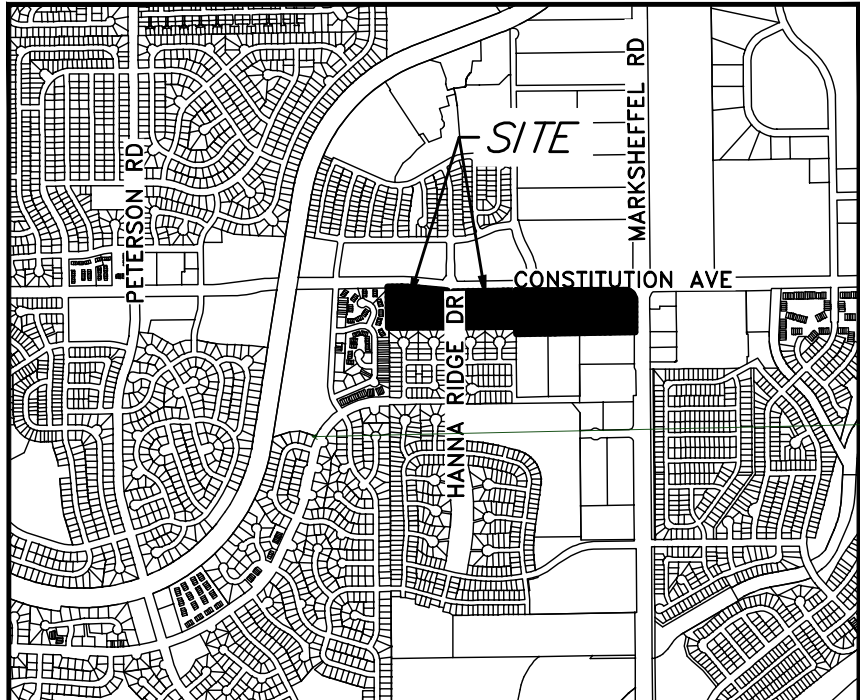 MARKSHEFFEL RD
SITE
PETERSON RD
CONSTITUTION AVE
HANNA RIDGE DR